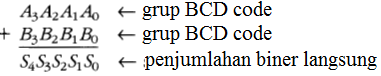 A₃A₂A₁A₀ ← grup BCD code
+ B₃B₂B₁B₀ ← grup BCD code
S₄S₃S₂S₁S₀ ← penjumlahan biner langsung